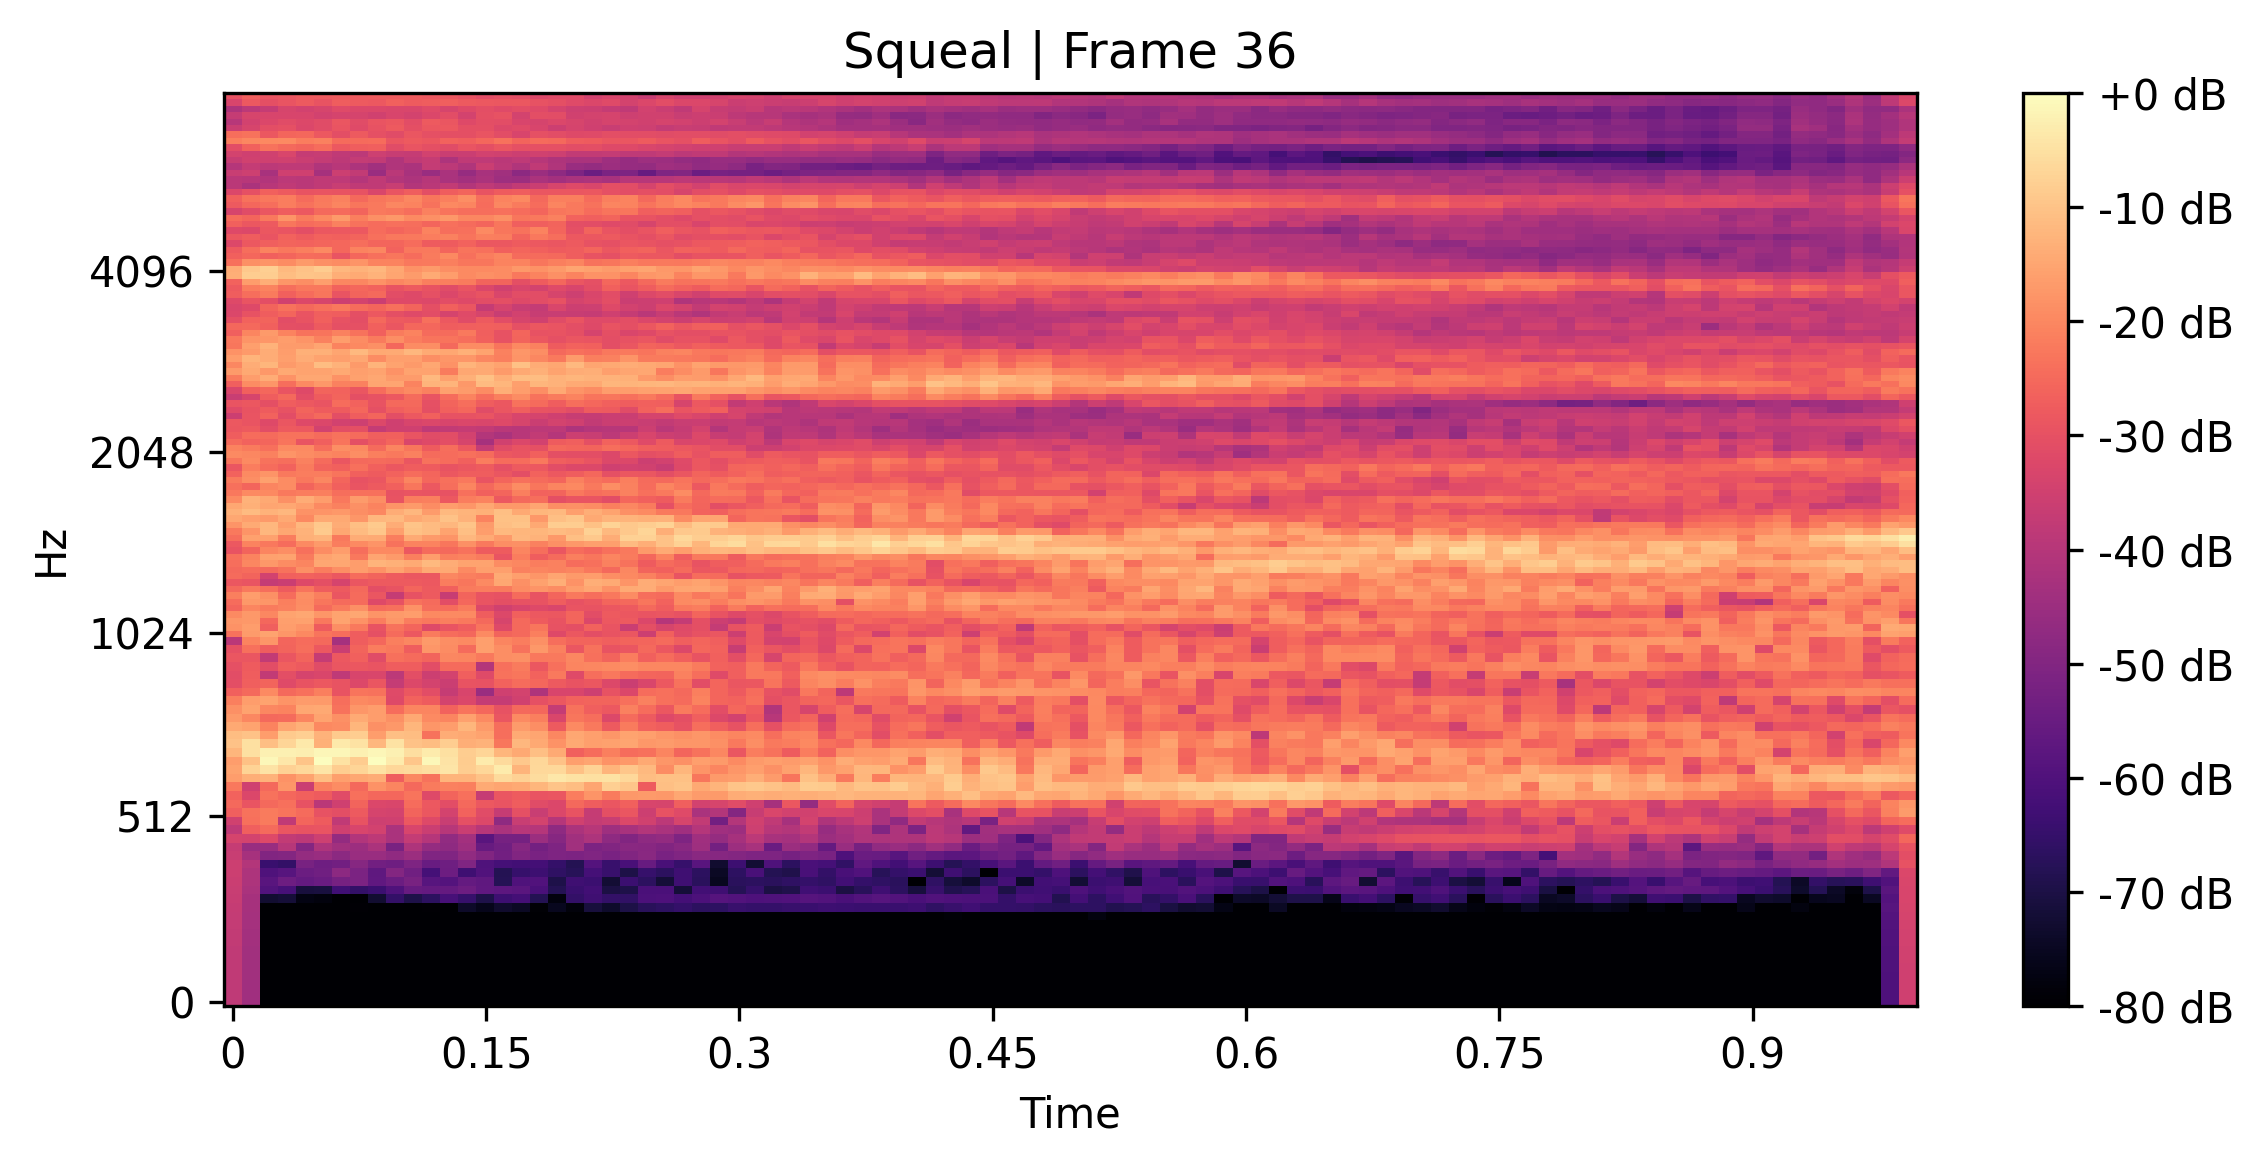 Squeal | Frame 36
+0 dB
-10 dB
-20 dB
-30 dB
-40 dB
-50 dB
-60 dB
-70 dB
-80 dB
Hz
4096
2048
1024
512
0
0 0.15 0.3 0.45 0.6 0.75 0.9
Time